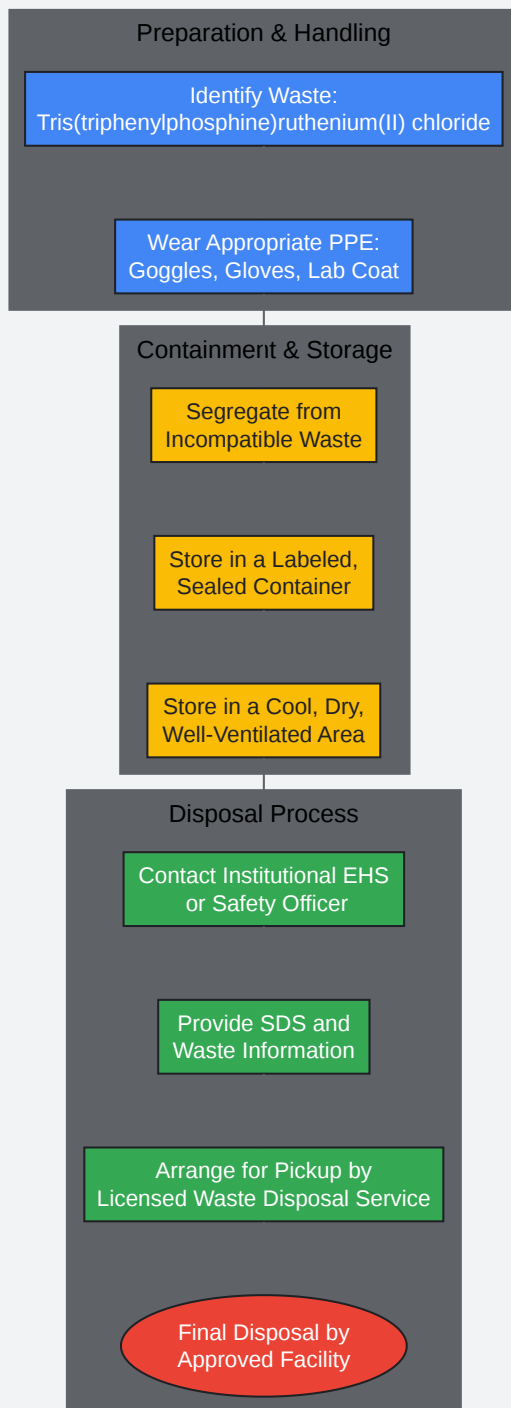 Preparation & Handling
Identify Waste:
Tris(triphenylphosphine)ruthenium(II) chloride
Wear Appropriate PPE:
Goggles, Gloves, Lab Coat
Containment & Storage
Segregate from
Incompatible Waste
Store in a Labeled,
Sealed Container
Store in a Cool, Dry,
Well-Ventilated Area
Disposal Process
Contact Institutional EHS
or Safety Officer
Provide SDS and
Waste Information
Arrange for Pickup by
Licensed Waste Disposal Service
Final Disposal by
Approved Facility